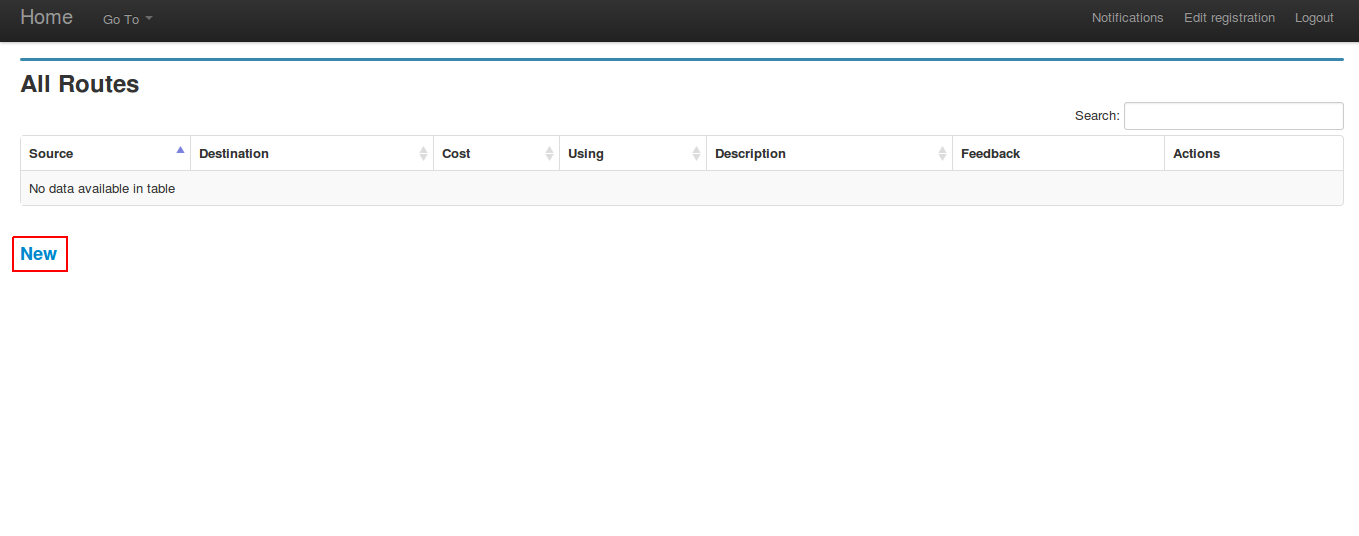 Home Go To Notifications Edit registration Logout
All Routes
Search:
Source Destination Cost Using Description Feedback Actions
No data available in table
New